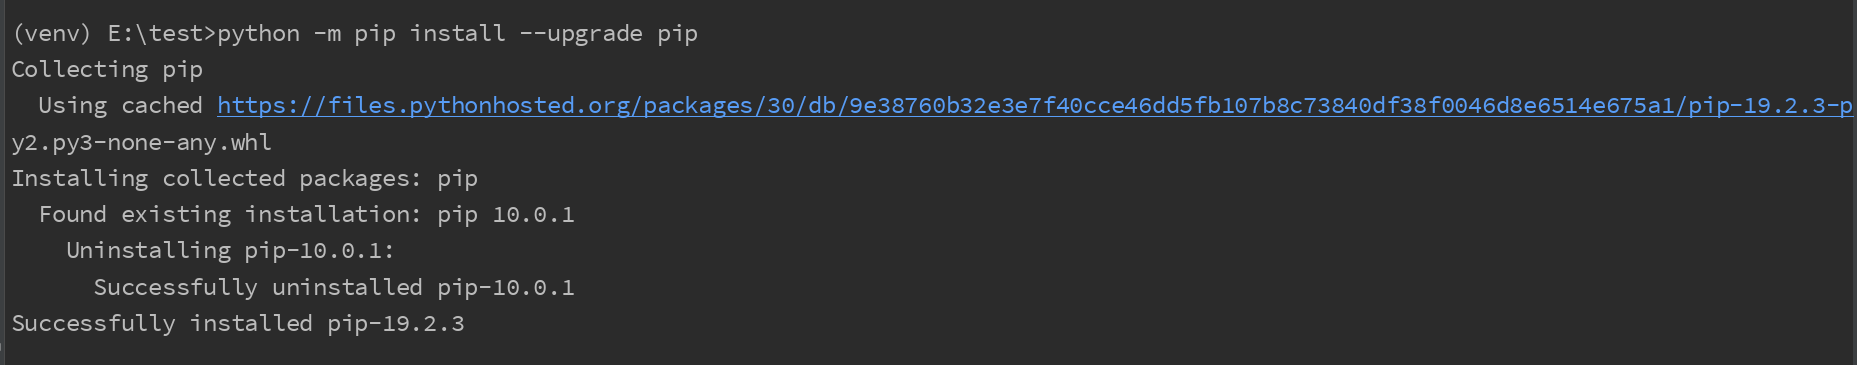 (venv) E:\test>python -m pip install --upgrade pip
Collecting pip
  Using cached https://files.pythonhosted.org/packages/30/db/9e38760b32e3e7f40cce46dd5fb107b8c73840df38f0046d8e6514e675a1/pip-19.2.3-p
y2.py3-none-any.whl
Installing collected packages: pip
  Found existing installation: pip 10.0.1
    Uninstalling pip-10.0.1:
      Successfully uninstalled pip-10.0.1
Successfully installed pip-19.2.3